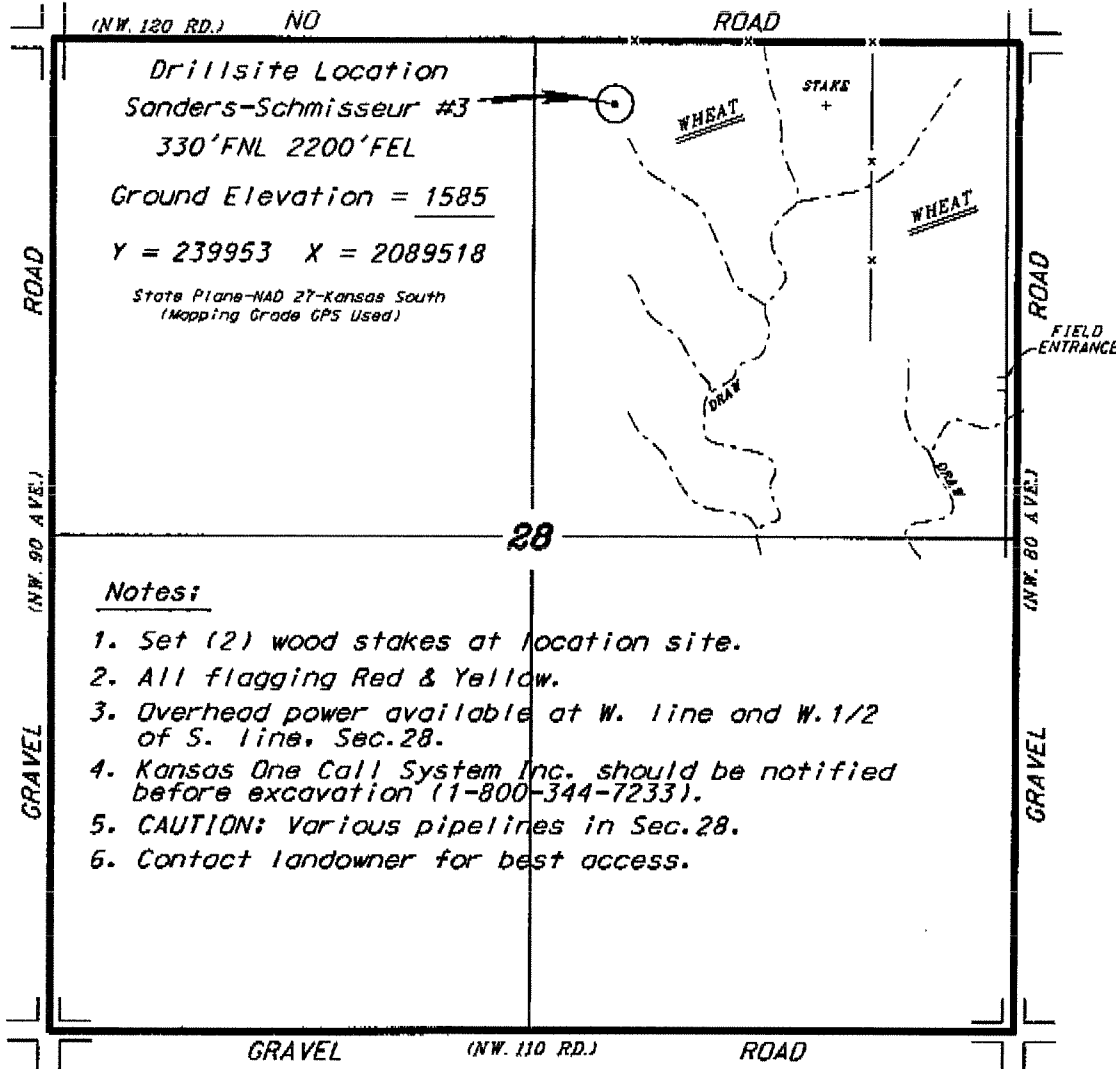 (NW. 120 RD.) NO ROAD
Drillsite Location
Sanders-Schmisseur #3
330'FNL 2200'FEL
Ground Elevation = 1585
Y = 239953 X = 2089518
State Plane-NAD 27-Kansas South
(Mapping Grade GPS Used)
STAKE
WHEAT
WHEAT
ROAD
ROAD
FIELD
ENTRANCE
DRAW
DRAW
(NW. 90 AVE.)
(NW. 80 AVE.)
28
Notes:
1. Set (2) wood stakes at location site.
2. All flagging Red & Yellow.
3. Overhead power available at W. line and W.1/2
of S. line, Sec.28.
4. Kansas One Call System Inc. should be notified
before excavation (1-800-344-7233).
5. CAUTION: Various pipelines in Sec.28.
6. Contact landowner for best access.
GRAVEL
GRAVEL
GRAVEL (NW. 110 RD.) ROAD